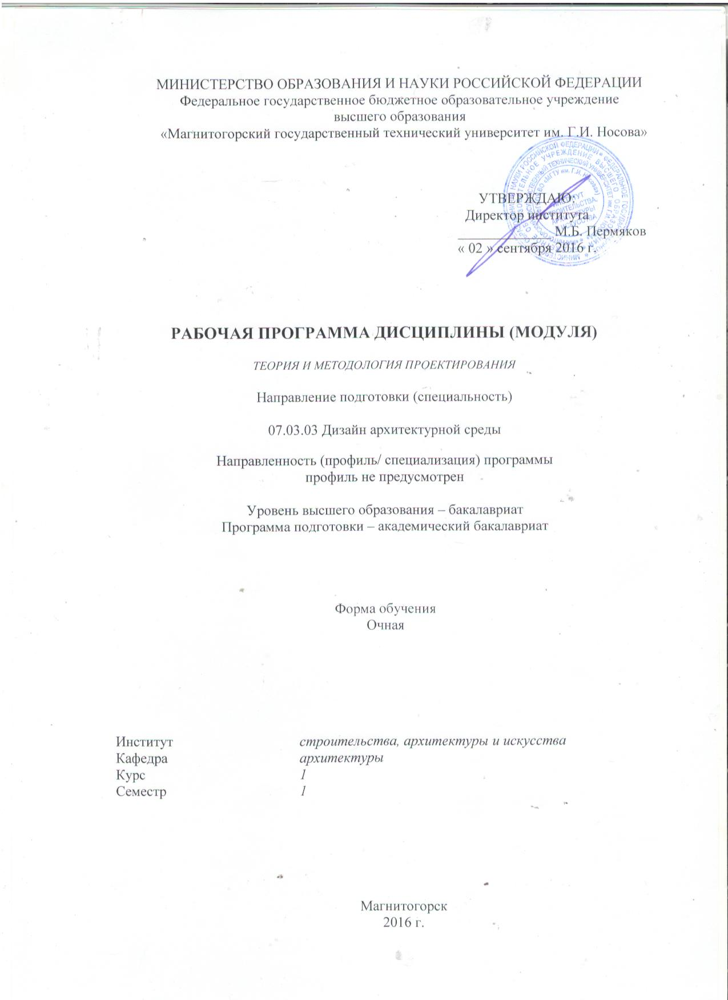 МИНИСТЕРСТВО ОБРАЗОВАНИЯ И НАУКИ РОССИЙСКОЙ ФЕДЕРАЦИИ
Федеральное государственное бюджетное образовательное учреждение
высшего образования
«Магнитогорский государственный технический университет им. Г.И. Носова»
УТВЕРЖДАЮ:
Директор института
М.Б. Пермяков
« 02 » сентября 2016 г.
РАБОЧАЯ ПРОГРАММА ДИСЦИПЛИНЫ (МОДУЛЯ)
ТЕОРИЯ И МЕТОДОЛОГИЯ ПРОЕКТИРОВАНИЯ
Направление подготовки (специальность)
07.03.03 Дизайн архитектурной среды
Направленность (профиль/ специализация) программы
профиль не предусмотрен
Уровень высшего образования – бакалавриат
Программа подготовки – академический бакалавриат
Форма обучения
Очная
Институт строительства, архитектуры и искусства
Кафедра архитектуры
Курс 1
Семестр 1
Магнитогорск
2016 г.